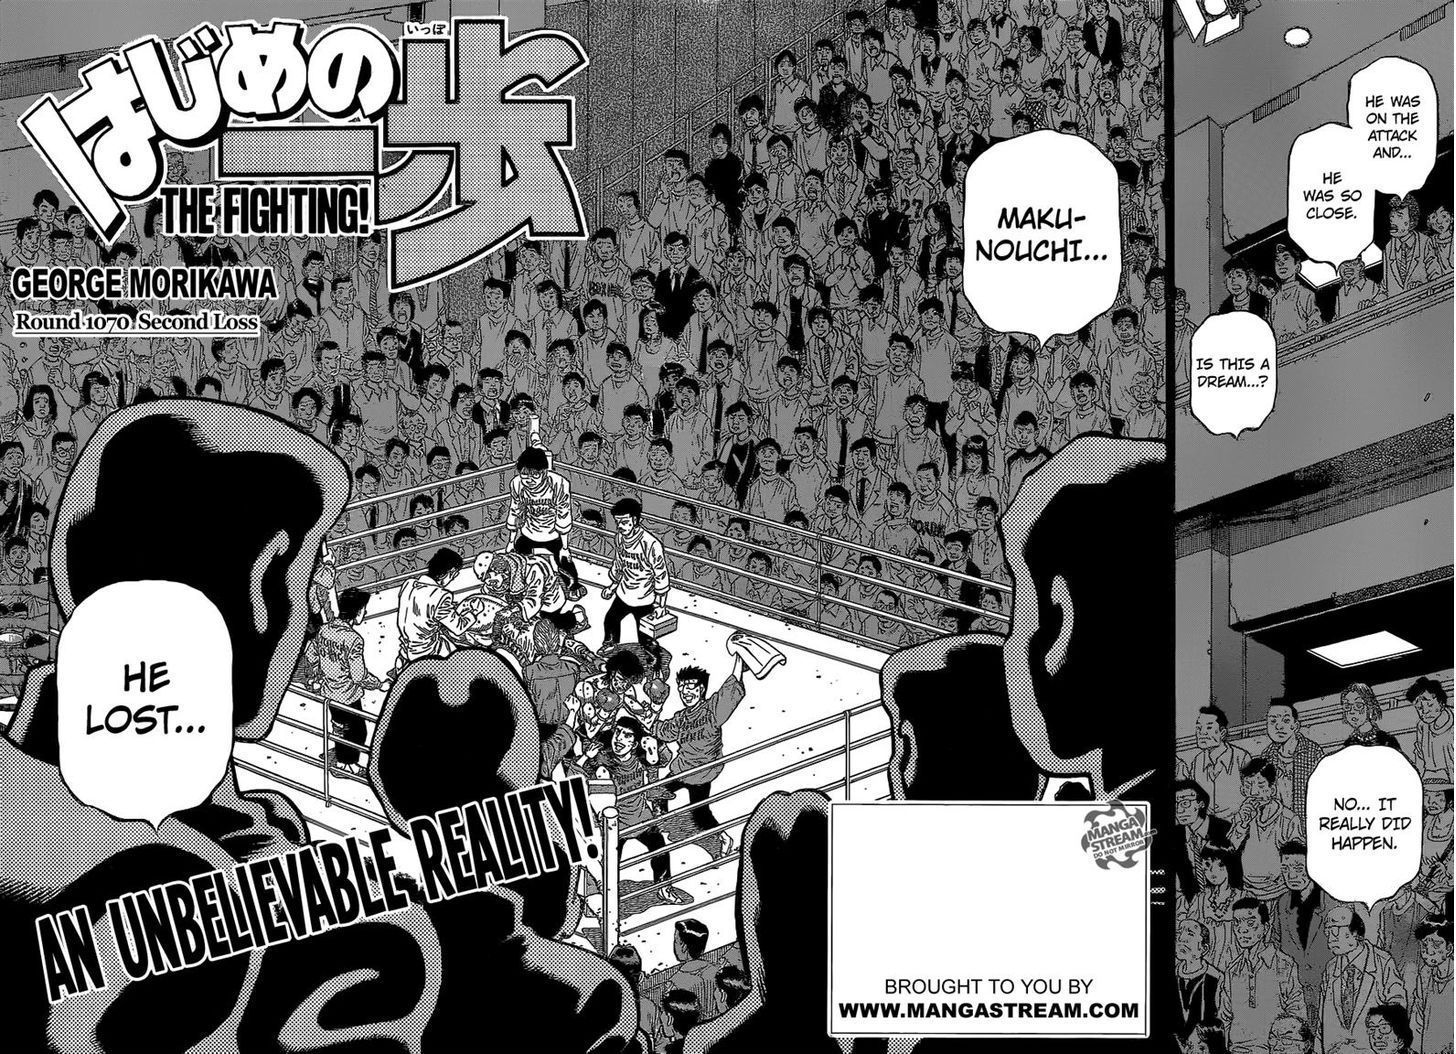 はじめの一歩
いっぽ
THE FIGHTING!
GEORGE MORIKAWA
Round 1070 Second Loss
HE WAS
ON THE
ATTACK
AND...
HE
WAS SO
CLOSE.
MAKU-
NOUCHI...
IS THIS A
DREAM...?
HE
LOST...
NO... IT
REALLY DID
HAPPEN.
AN UNBELIEVABLE REALITY!
MANGA
STREAM
DO NOT MIRROR
BROUGHT TO YOU BY
WWW.MANGASTREAM.COM